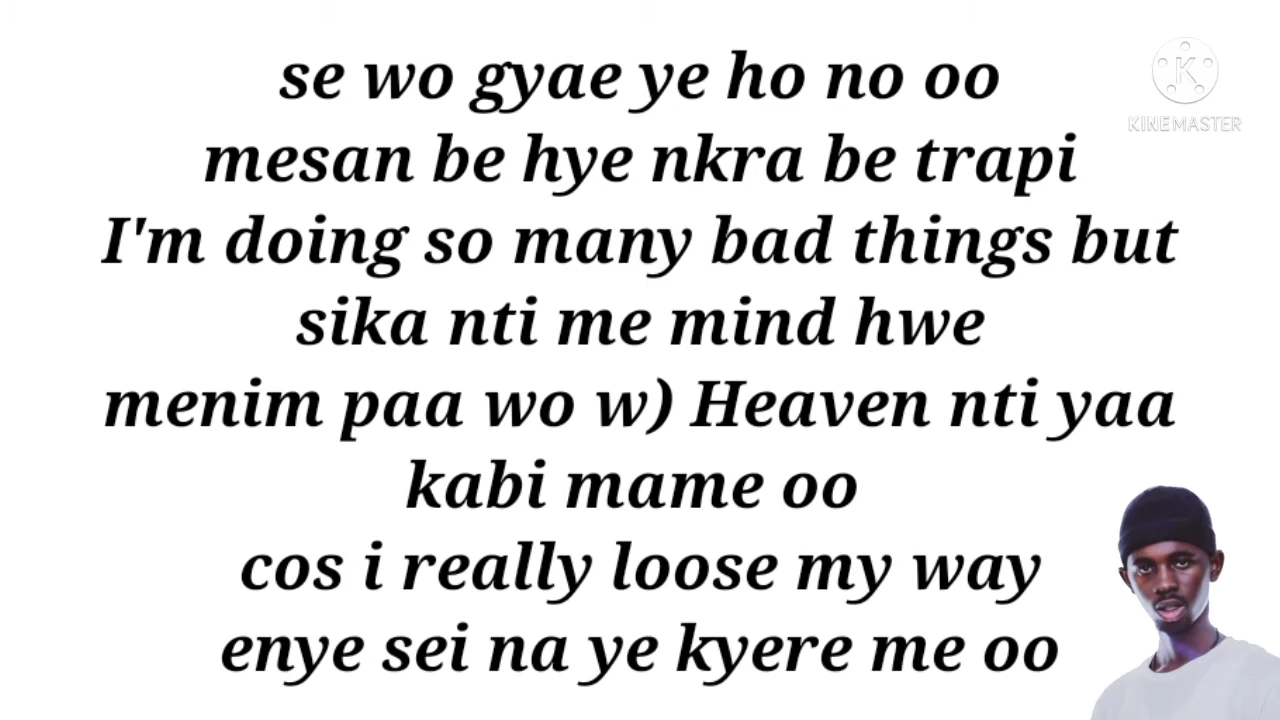 se wo gyae ye ho no oo
mesan be hye nkra be trapi
I'm doing so many bad things but
sika nti me mind hwe
menim paa wo w) Heaven nti yaa
kabi mame oo
cos i really loose my way
enye sei na ye kyere me oo
K
KINEMASTER